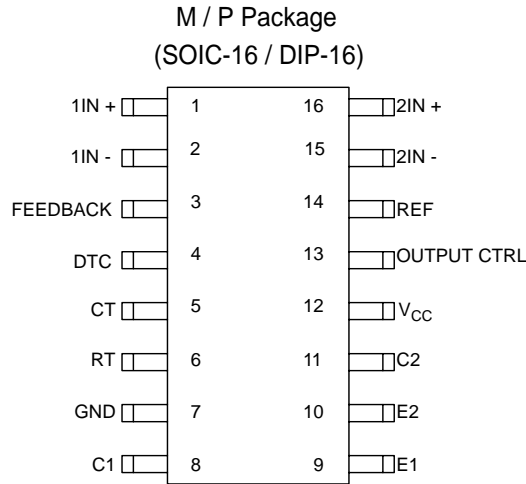 M / P Package
(SOIC-16 / DIP-16)
1IN + 1 16 2IN +
1IN - 2 15 2IN -
FEEDBACK 3 14 REF
DTC 4 13 OUTPUT CTRL
CT 5 12 VCC
RT 6 11 C2
GND 7 10 E2
C1 8 9 E1